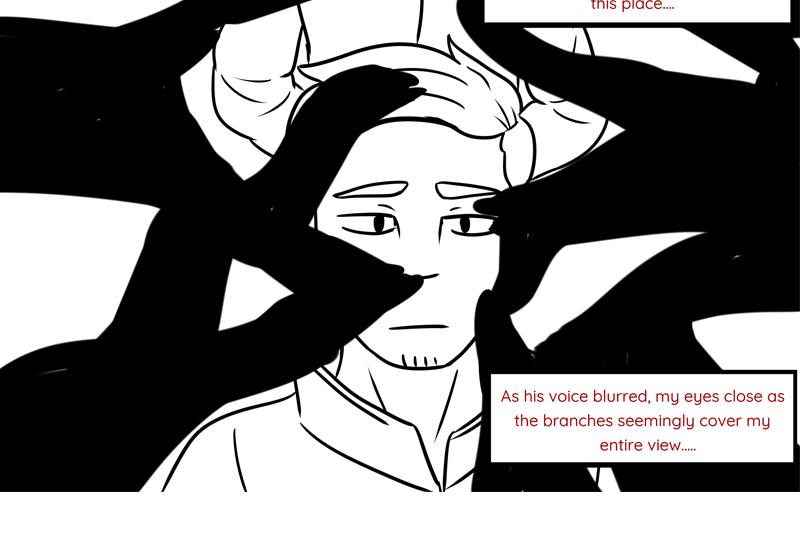 this place....
As his voice blurred, my eyes close as
the branches seemingly cover my
entire view.....